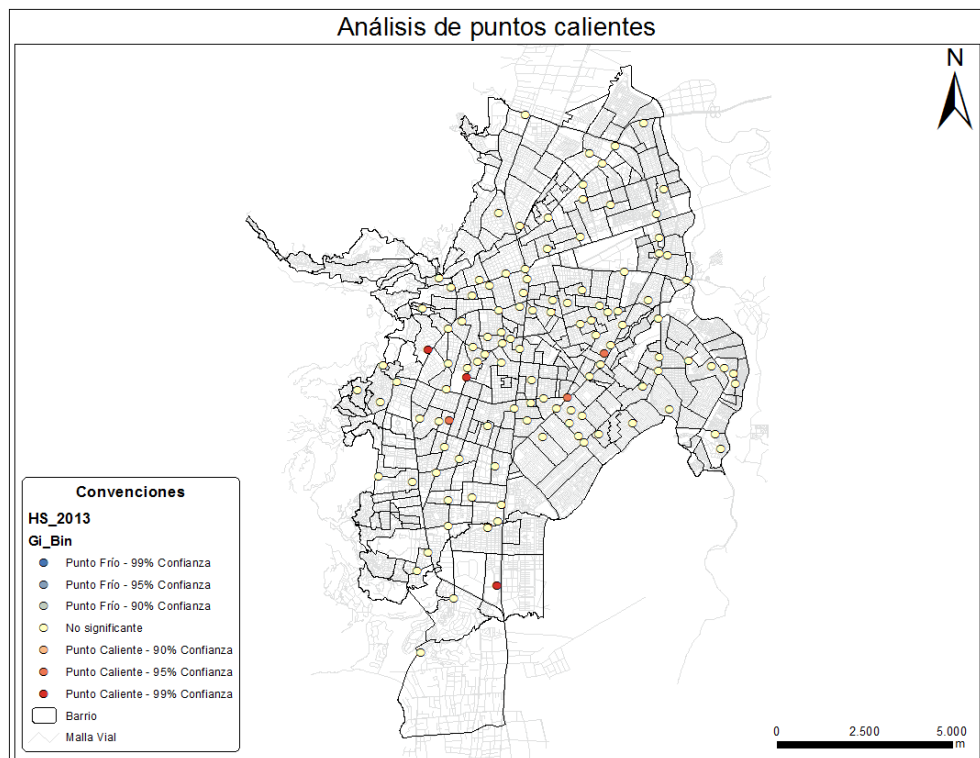 Análisis de puntos calientes
N
Convenciones
HS_2013
Gi_Bin
Punto Frío - 99% Confianza
Punto Frío - 95% Confianza
Punto Frío - 90% Confianza
No significante
Punto Caliente - 90% Confianza
Punto Caliente - 95% Confianza
Punto Caliente - 99% Confianza
Barrio
Malla Vial
0 2.500 5.000
m